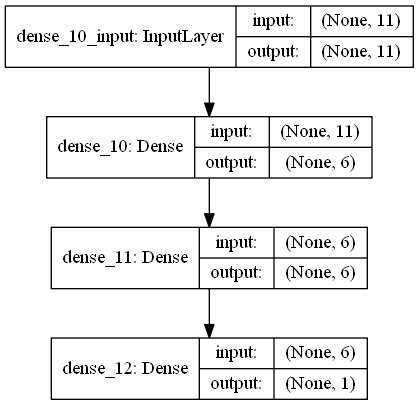 dense_10_input: InputLayer input: (None, 11)
output: (None, 11)
dense_10: Dense input: (None, 11)
output: (None, 6)
dense_11: Dense input: (None, 6)
output: (None, 6)
dense_12: Dense input: (None, 6)
output: (None, 1)